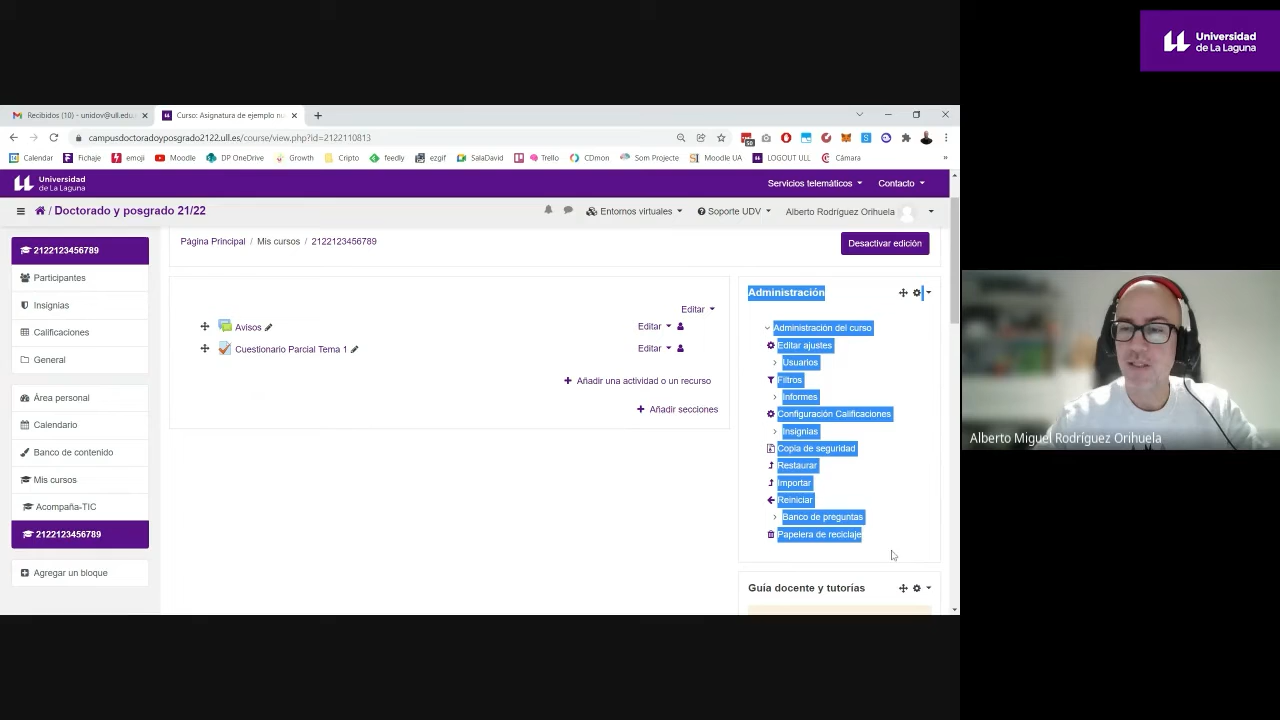 Universidad
de La Laguna
Recibidos (10) - unidov@ull.edu.
Curso: Asignatura de ejemplo nu
campusdoctoradoyposgrado2122.ull.es/course/view.php?id=2122110813
50
Calendar
Fichaje
emoji
Moodle
DP OneDrive
Growth
Cripto
feedly
ezgif
SalaDavid
Trello
CDmon
Som Projecte
Moodle UA
LOGOUT ULL
Cámara
»
Universidad
de La Laguna
Servicios telemáticos
Contacto
/ Doctorado y posgrado 21/22
Entornos virtuales
Soporte UDV
Alberto Rodríguez Orihuela
2122123456789
Participantes
Insignias
Calificaciones
General
Área personal
Calendario
Banco de contenido
Mis cursos
Acompaña-TIC
2122123456789
Agregar un bloque
Página Principal / Mis cursos / 2122123456789
Desactivar edición
Editar
Avisos
Editar
Cuestionario Parcial Tema 1
Editar
Añadir una actividad o un recurso
Añadir secciones
Administración
Administración del curso
Editar ajustes
Usuarios
Filtros
Informes
Configuración Calificaciones
Insignias
Copia de seguridad
Restaurar
Importar
Reiniciar
Banco de preguntas
Papelera de reciclaje
Guía docente y tutorías
Alberto Miguel Rodríguez Orihuela